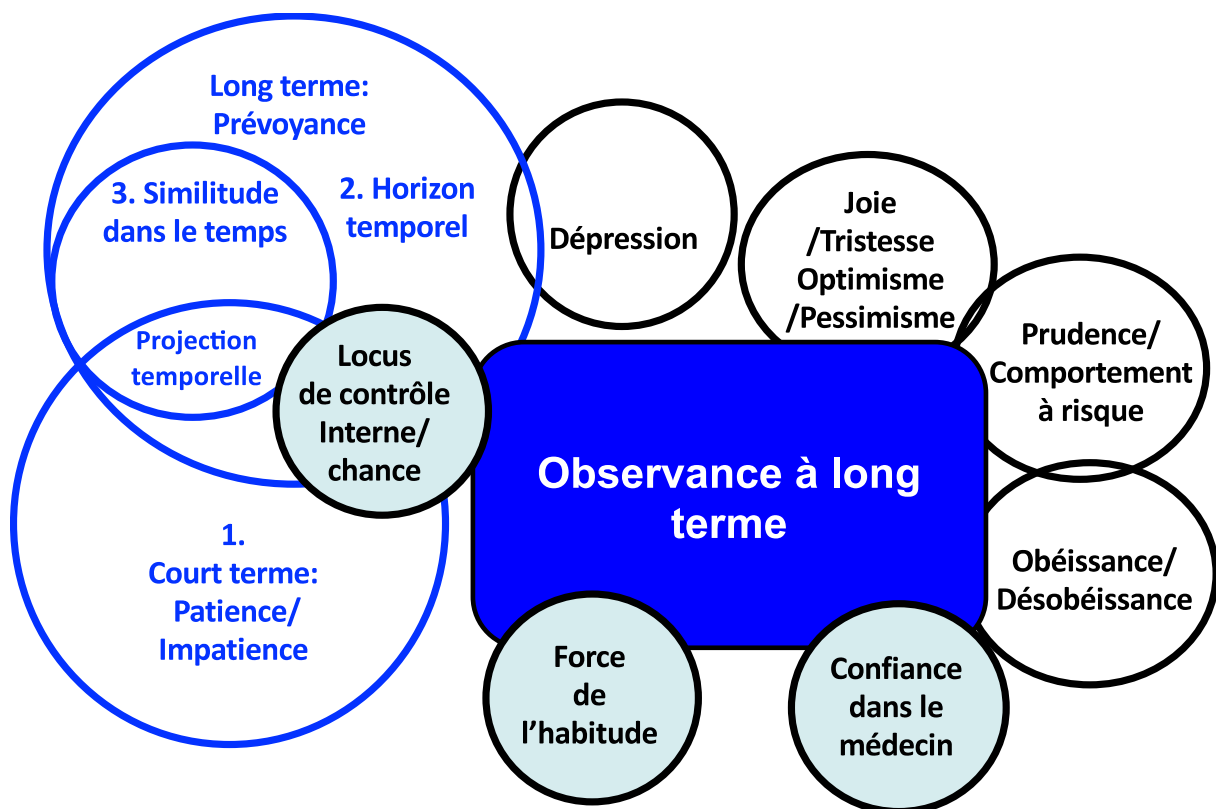 Long terme:
Prévoyance
3. Similitude
dans le temps
2. Horizon
temporel
Projection
temporelle
Locus
de contrôle
Interne/
chance
1.
Court terme:
Patience/
Impatience
Dépression
Joie
/Tristesse
Optimisme
/Pessimisme
Prudence/
Comportement
à risque
Obéissance/
Désobéissance
Observance à long
terme
Force
de
l’habitude
Confiance
dans le
médecin